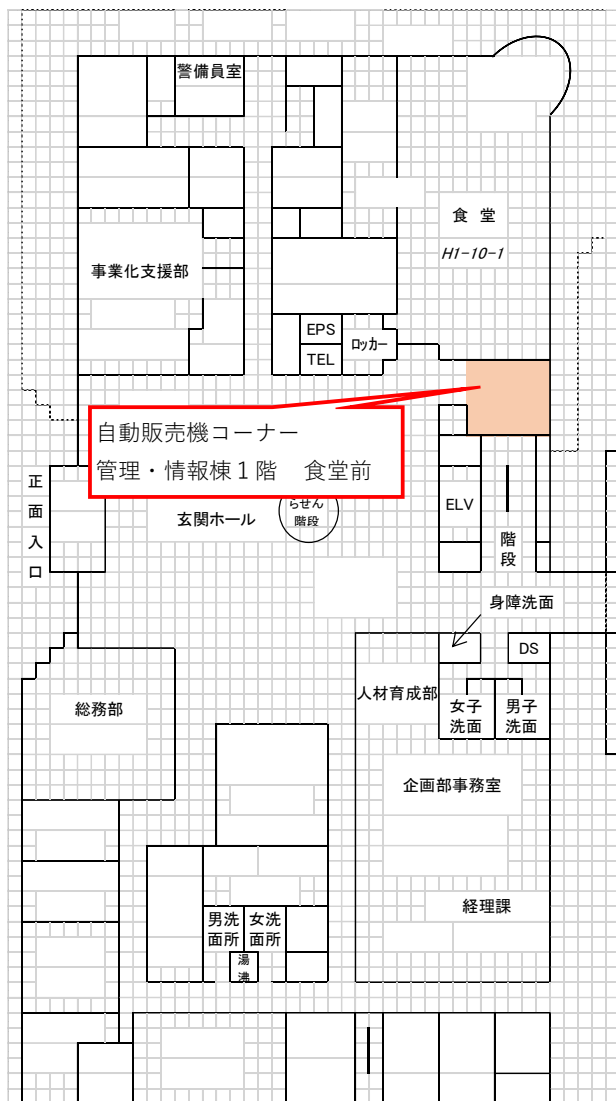 警備員室
食 堂
H1-10-1
事業化支援部
EPS
TEL
ロッカー
自動販売機コーナー
管理・情報棟1階　食堂前
正面入口
玄関ホール
らせん
階段
ELV
階段
身障洗面
DS
総務部
人材育成部
女子
洗面
男子
洗面
企画部事務室
経理課
男洗
面所
女洗
面所
湯
沸